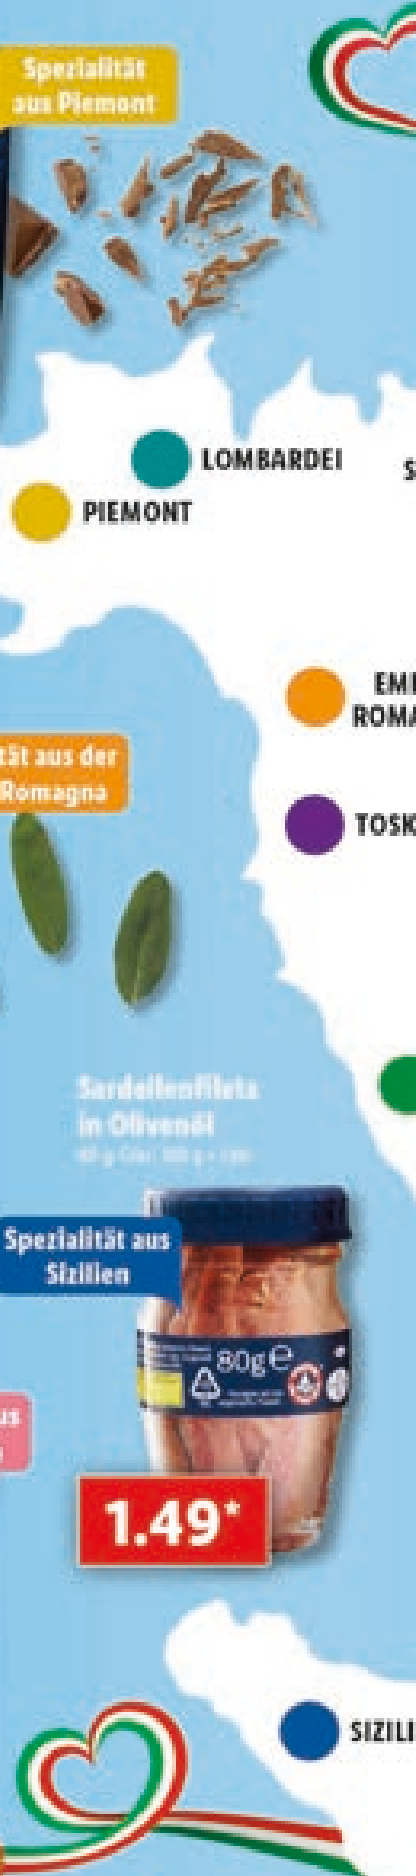 Spezialität
aus Piemont
LOMBARDEI
S
PIEMONT
EMI
ROMA
tät aus der
Romagna
TOSK
Sardellenfilets
in Olivenöl
Spezialität aus
Sizilien
80g e
us
1.49*
SIZILI